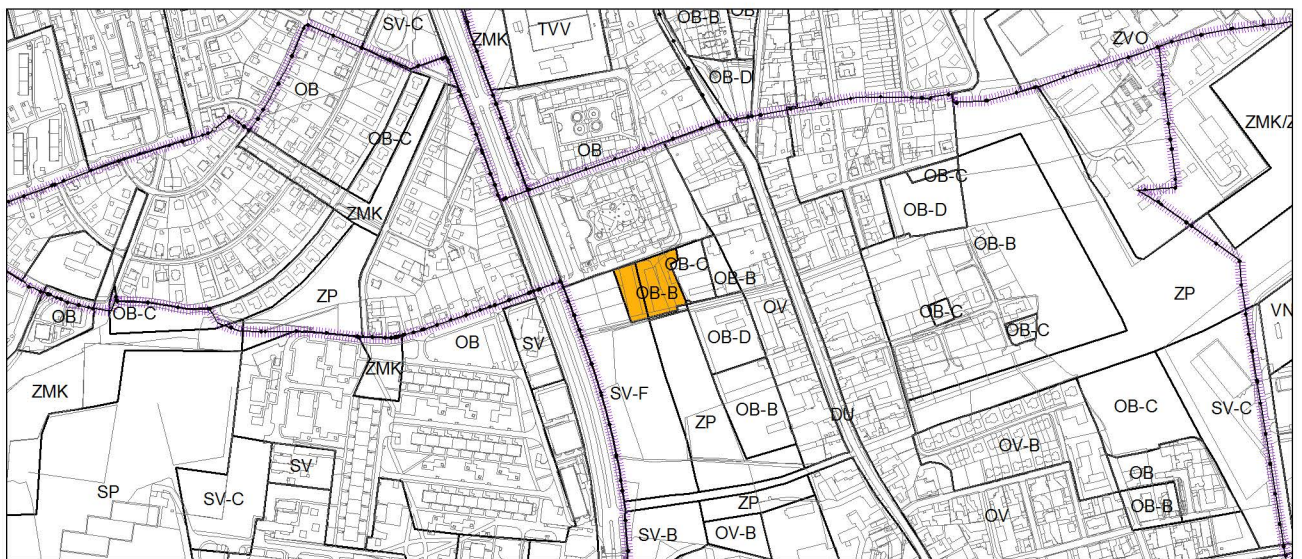 SV-C
ZMK
TVV
OB-B
OB
ZVO
OB-D
OB
ZMK/Z
OB-C
OB
OB-C
OB-D
ZMK
OB-B
OB-C
OB-B
OB-B
ZP
ZP
OV
OB-C
OB
OB-C
VN
OB-C
OB
SV
OB-D
ZMK
ZMK
SV-F
OB-C
SV-C
ZP
OB-B
DU
OV-B
SV
OB
SP
SV-C
OB-B
ZP
OV
SV-B
OV-B